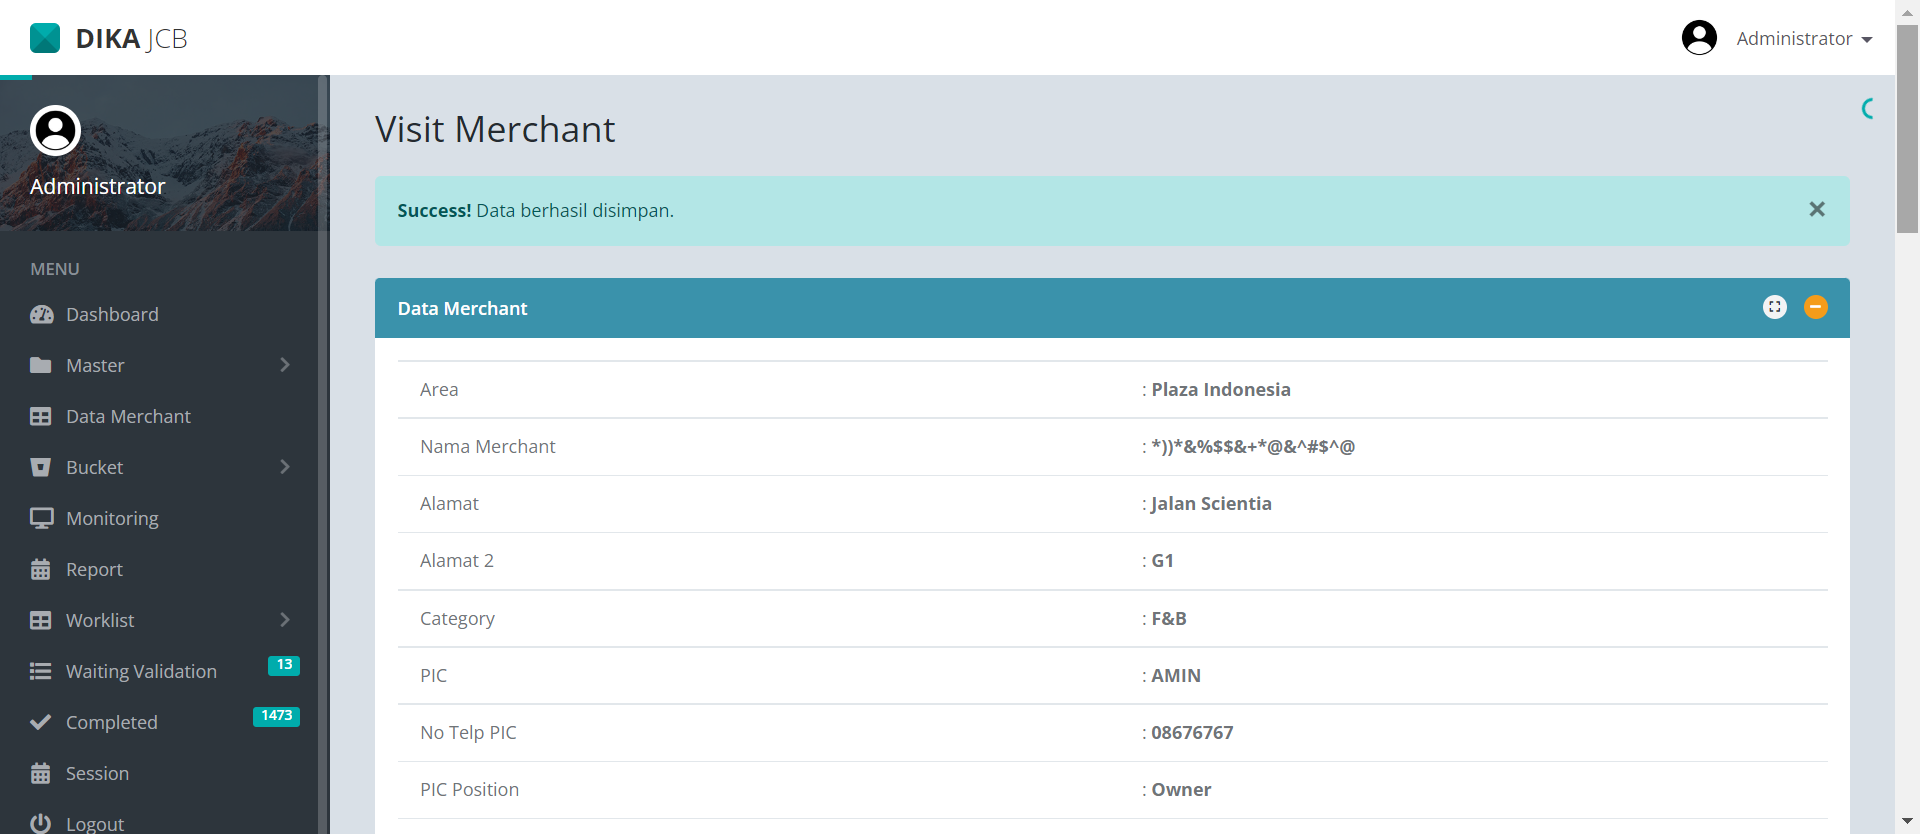 DIKA JCB
Administrator
Administrator
MENU
Dashboard
Master
Data Merchant
Bucket
Monitoring
Report
Worklist
Waiting Validation 13
Completed 1473
Session
Logout
Visit Merchant
Success! Data berhasil disimpan.
Data Merchant
Area : Plaza Indonesia
Nama Merchant : *))*&%$$&+*@&^#$^@
Alamat : Jalan Scientia
Alamat 2 : G1
Category : F&B
PIC : AMIN
No Telp PIC : 08676767
PIC Position : Owner